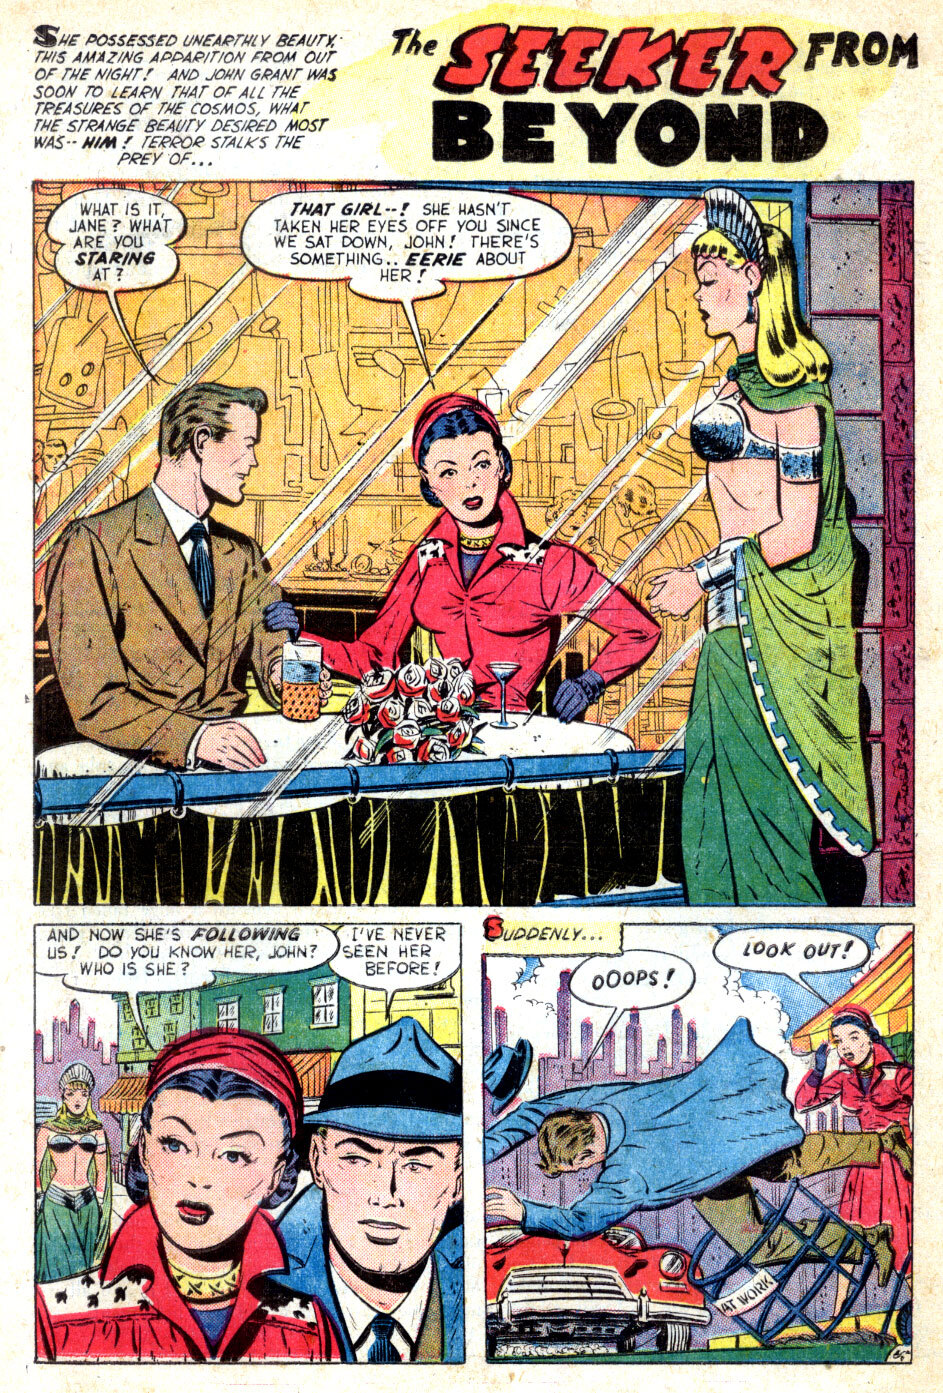 SHE POSSESSED UNEARTHLY BEAUTY,
THIS AMAZING APPARITION FROM OUT
OF THE NIGHT! AND JOHN GRANT WAS
SOON TO LEARN THAT OF ALL THE
TREASURES OF THE COSMOS, WHAT
THE STRANGE BEAUTY DESIRED MOST
WAS-- HIM! TERROR STALKS THE
PREY OF...
The SEEKER FROM
BEYOND
WHAT IS IT,
JANE? WHAT
ARE YOU
STARING
AT?
THAT GIRL--! SHE HASN'T
TAKEN HER EYES OFF YOU SINCE
WE SAT DOWN, JOHN! THERE'S
SOMETHING.. EERIE ABOUT
HER!
AND NOW SHE'S FOLLOWING
US! DO YOU KNOW HER, JOHN?
WHO IS SHE?
I'VE NEVER
SEEN HER
BEFORE!
SUDDENLY...
OOOPS!
LOOK OUT!
AT WORK